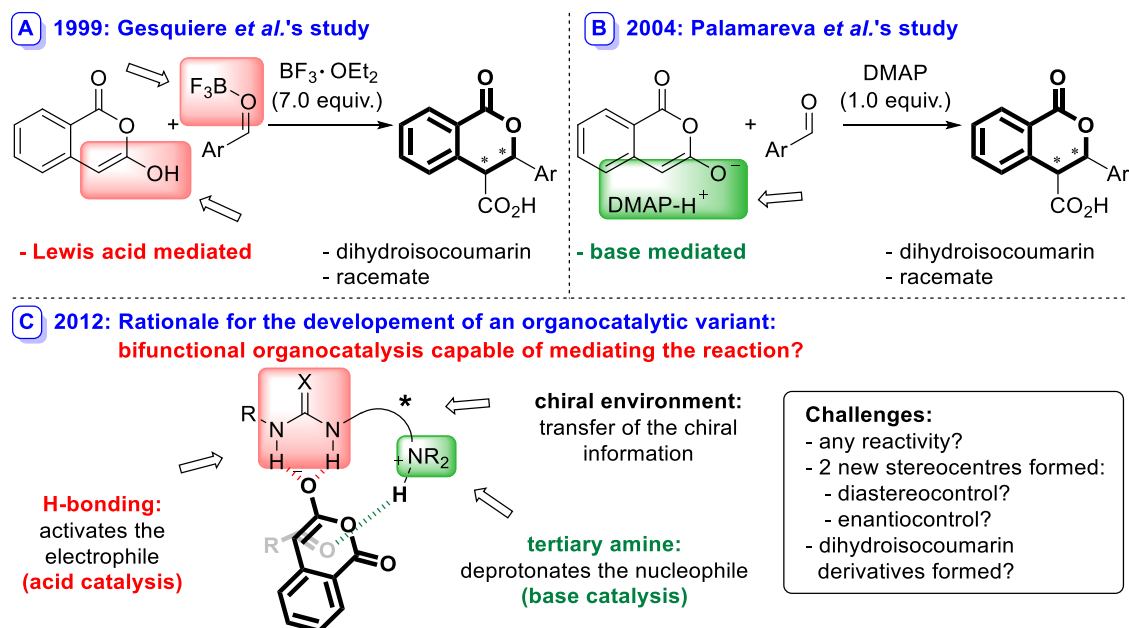 A 1999: Gesquiere et al.'s study
O
O
OH
+
F3B
O
Ar
BF3• OEt2
(7.0 equiv.)
O
O
*
*
Ar
CO2H
- Lewis acid mediated
- dihydroisocoumarin
- racemate
B 2004: Palamareva et al.'s study
O
O
O−
DMAP-H+
+
O
Ar
DMAP
(1.0 equiv.)
O
O
*
*
Ar
CO2H
- base mediated
- dihydroisocoumarin
- racemate
C 2012: Rationale for the developement of an organocatalytic variant:
bifunctional organocatalysis capable of mediating the reaction?
X
R
N
N
H
H
*
+
NR2
H
−
O
O
R
O
O
H-bonding:
activates the
electrophile
(acid catalysis)
chiral environment:
transfer of the chiral
information
tertiary amine:
deprotonates the nucleophile
(base catalysis)
Challenges:
- any reactivity?
- 2 new stereocentres formed:
- diastereocontrol?
- enantiocontrol?
- dihydroisocoumarin
derivatives formed?